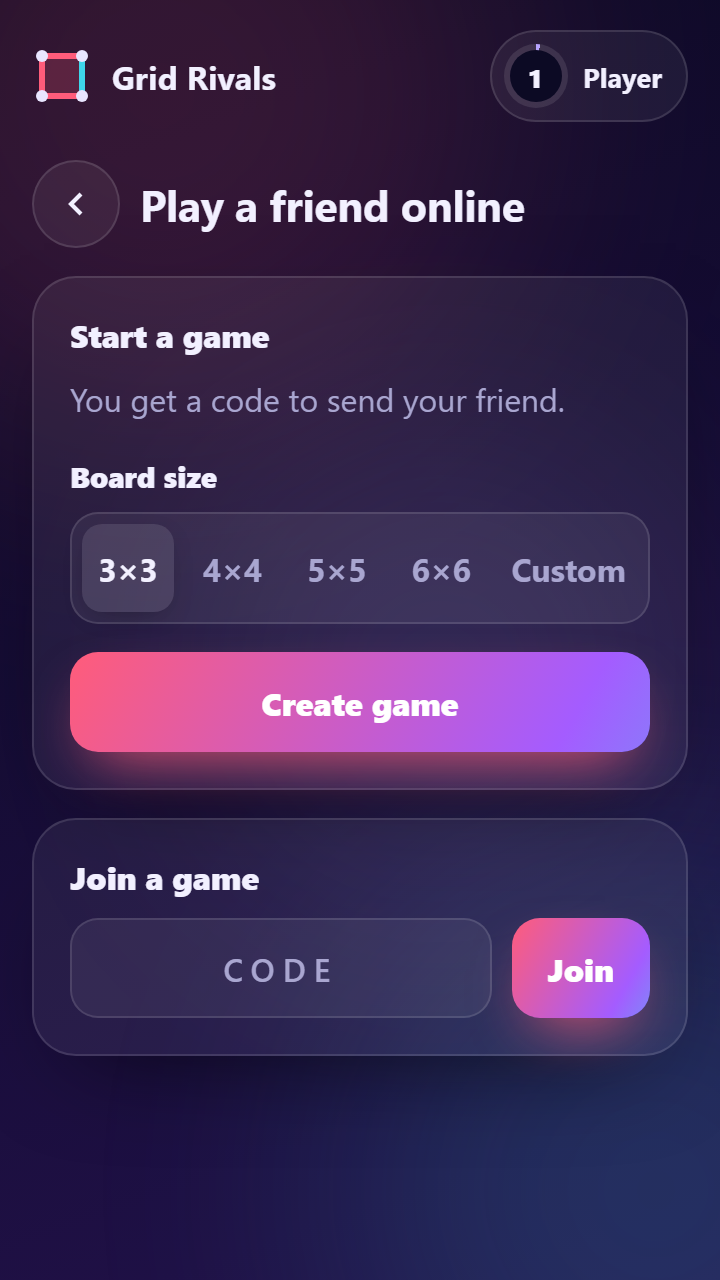 Grid Rivals
1 Player
Play a friend online
Start a game
You get a code to send your friend.
Board size
3×3 4×4 5×5 6×6 Custom
Create game
Join a game
CODE Join